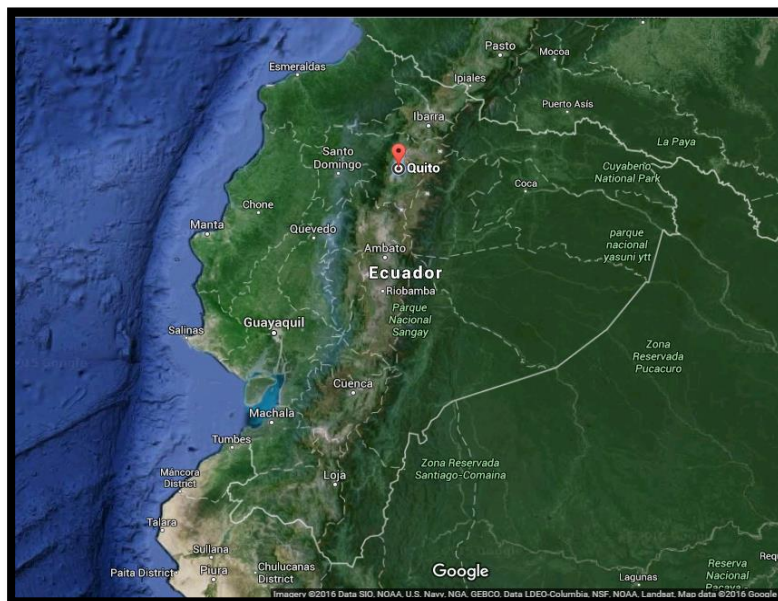 Pasto
Mocoa
Esmeraldas
Ipiales
Puerto Asís
Ibarra
La Paya
Santo
Domingo
Quito
Cuyabeno
National Park
Coca
Chone
Manta
Quevedo
parque
nacional
yasuni ytt
Ambato
Ecuador
Riobamba
Parque
Nacional
Sangay
Salinas
Guayaquil
Zona
Reservada
Pucacuro
Cuenca
Machala
Tumbes
Zona Reservada
Santiago-Comaina
Máncora
District
Loja
Talara
Sullana
Chulucanas
District
Paita District
Piura
Google
Lagunas
Reserva
Nacional
Pacaya -
Requ
Imagery ©2016 Data SIO, NOAA, U.S. Navy, NGA, GEBCO, Data LDEO-Columbia, NSF, NOAA, Landsat, Map data ©2016 Google